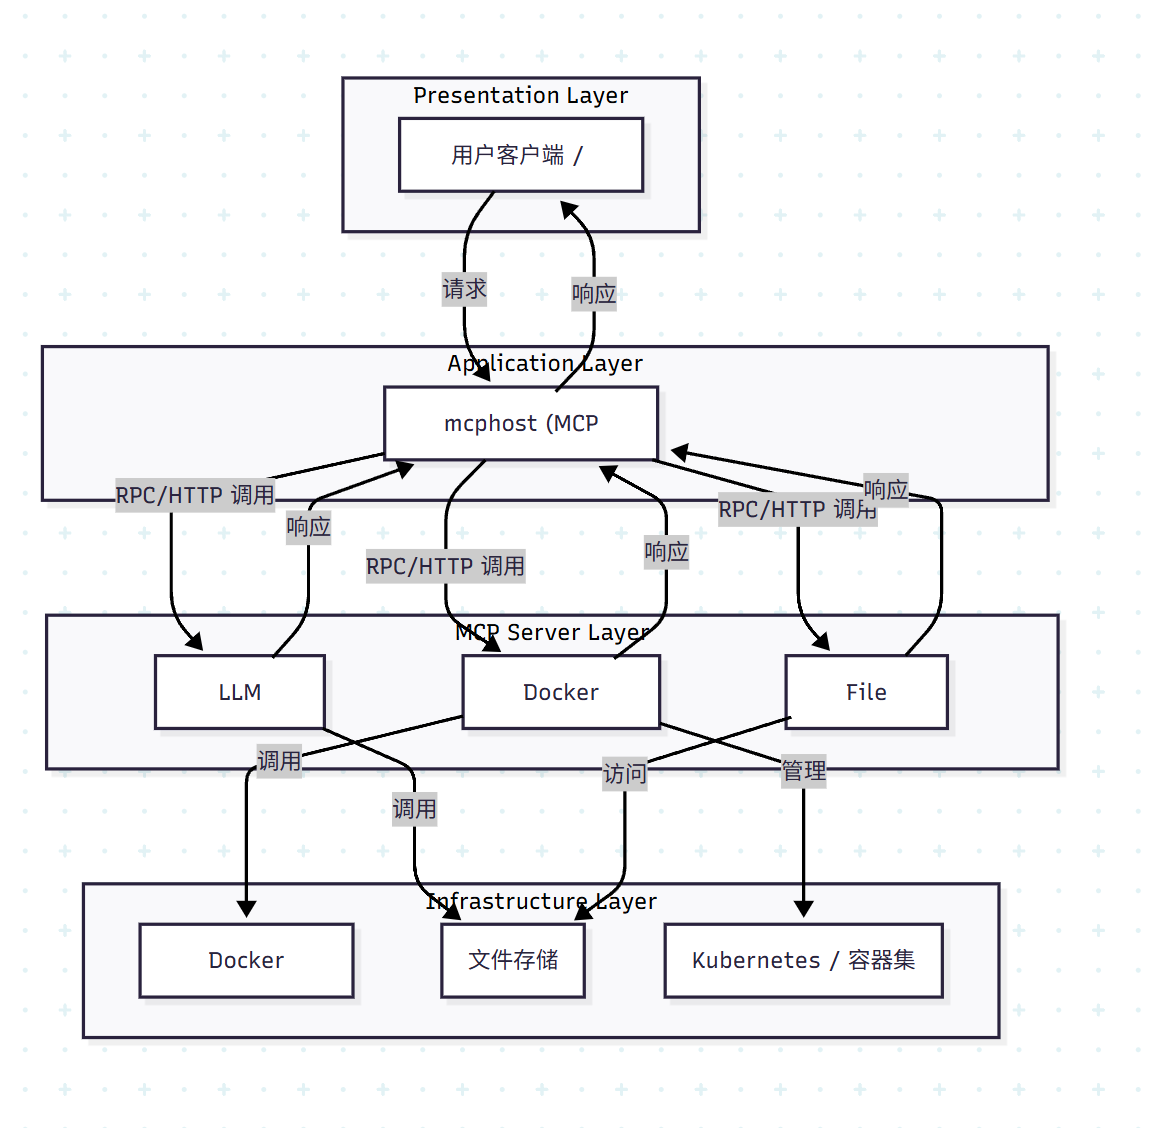 Presentation Layer
用户客户端 /
请求
响应
Application Layer
mcphost (MCP
RPC/HTTP 调用
响应
RPC/HTTP 调用
响应
RPC/HTTP 调用
响应
MCP Server Layer
LLM
Docker
File
调用
调用
访问
管理
Infrastructure Layer
Docker
文件存储
Kubernetes / 容器集